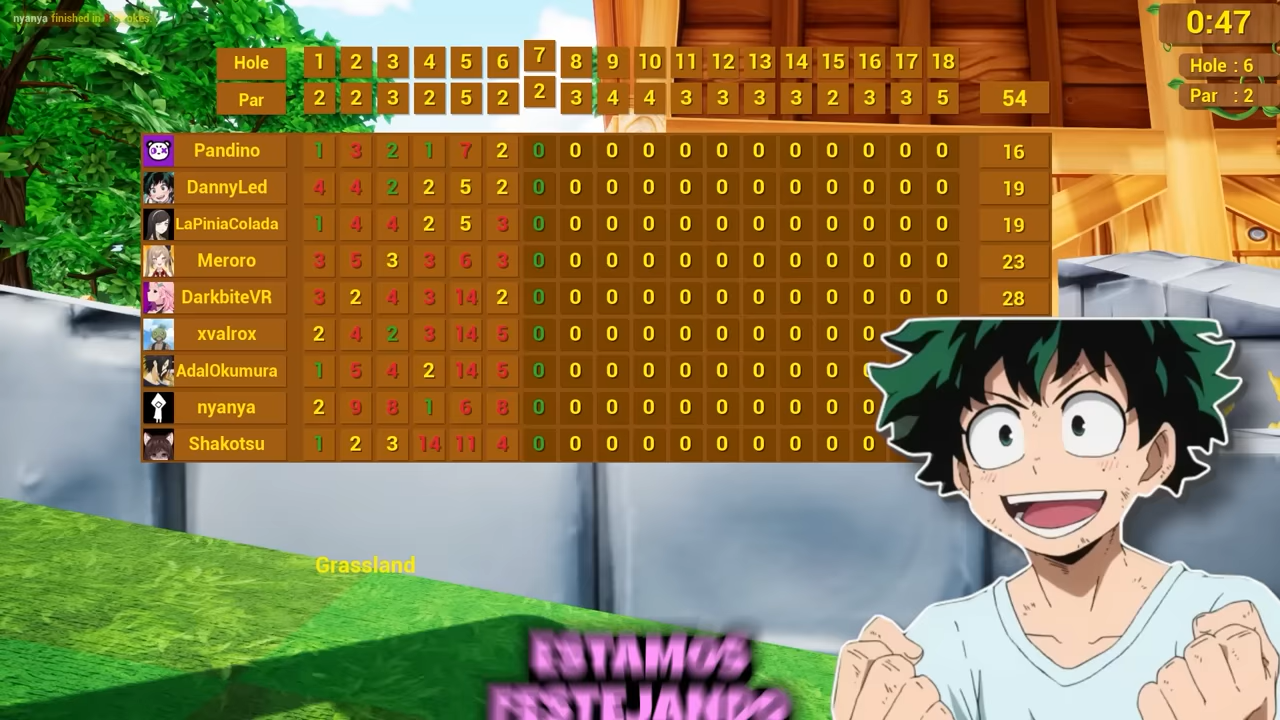 nyanya finished in 8 strokes.
0:47
Hole : 6
Par : 2
Hole 1 2 3 4 5 6 7 8 9 10 11 12 13 14 15 16 17 18
Par 2 2 3 2 5 2 2 3 4 4 3 3 3 3 2 3 3 5 54
Pandino 1 3 2 1 7 2 0 0 0 0 0 0 0 0 0 0 0 0 16
DannyLed 4 4 2 2 5 2 0 0 0 0 0 0 0 0 0 0 0 0 19
LaPiniaColada 1 4 4 2 5 3 0 0 0 0 0 0 0 0 0 0 0 0 19
Meroro 3 5 3 3 6 3 0 0 0 0 0 0 0 0 0 0 0 0 23
DarkbiteVR 3 2 4 3 14 2 0 0 0 0 0 0 0 0 0 0 0 0 28
xvalrox 2 4 2 3 14 5 0 0 0 0 0 0 0 0 0 0
AdalOkumura 1 5 4 2 14 5 0 0 0 0 0 0 0 0 0
nyanya 2 9 8 1 6 8 0 0 0 0 0 0 0 0 0 0
Shakotsu 1 2 3 14 11 4 0 0 0 0 0 0 0 0 0 0
Grassland
ESTAMOS
FESTEJANDO